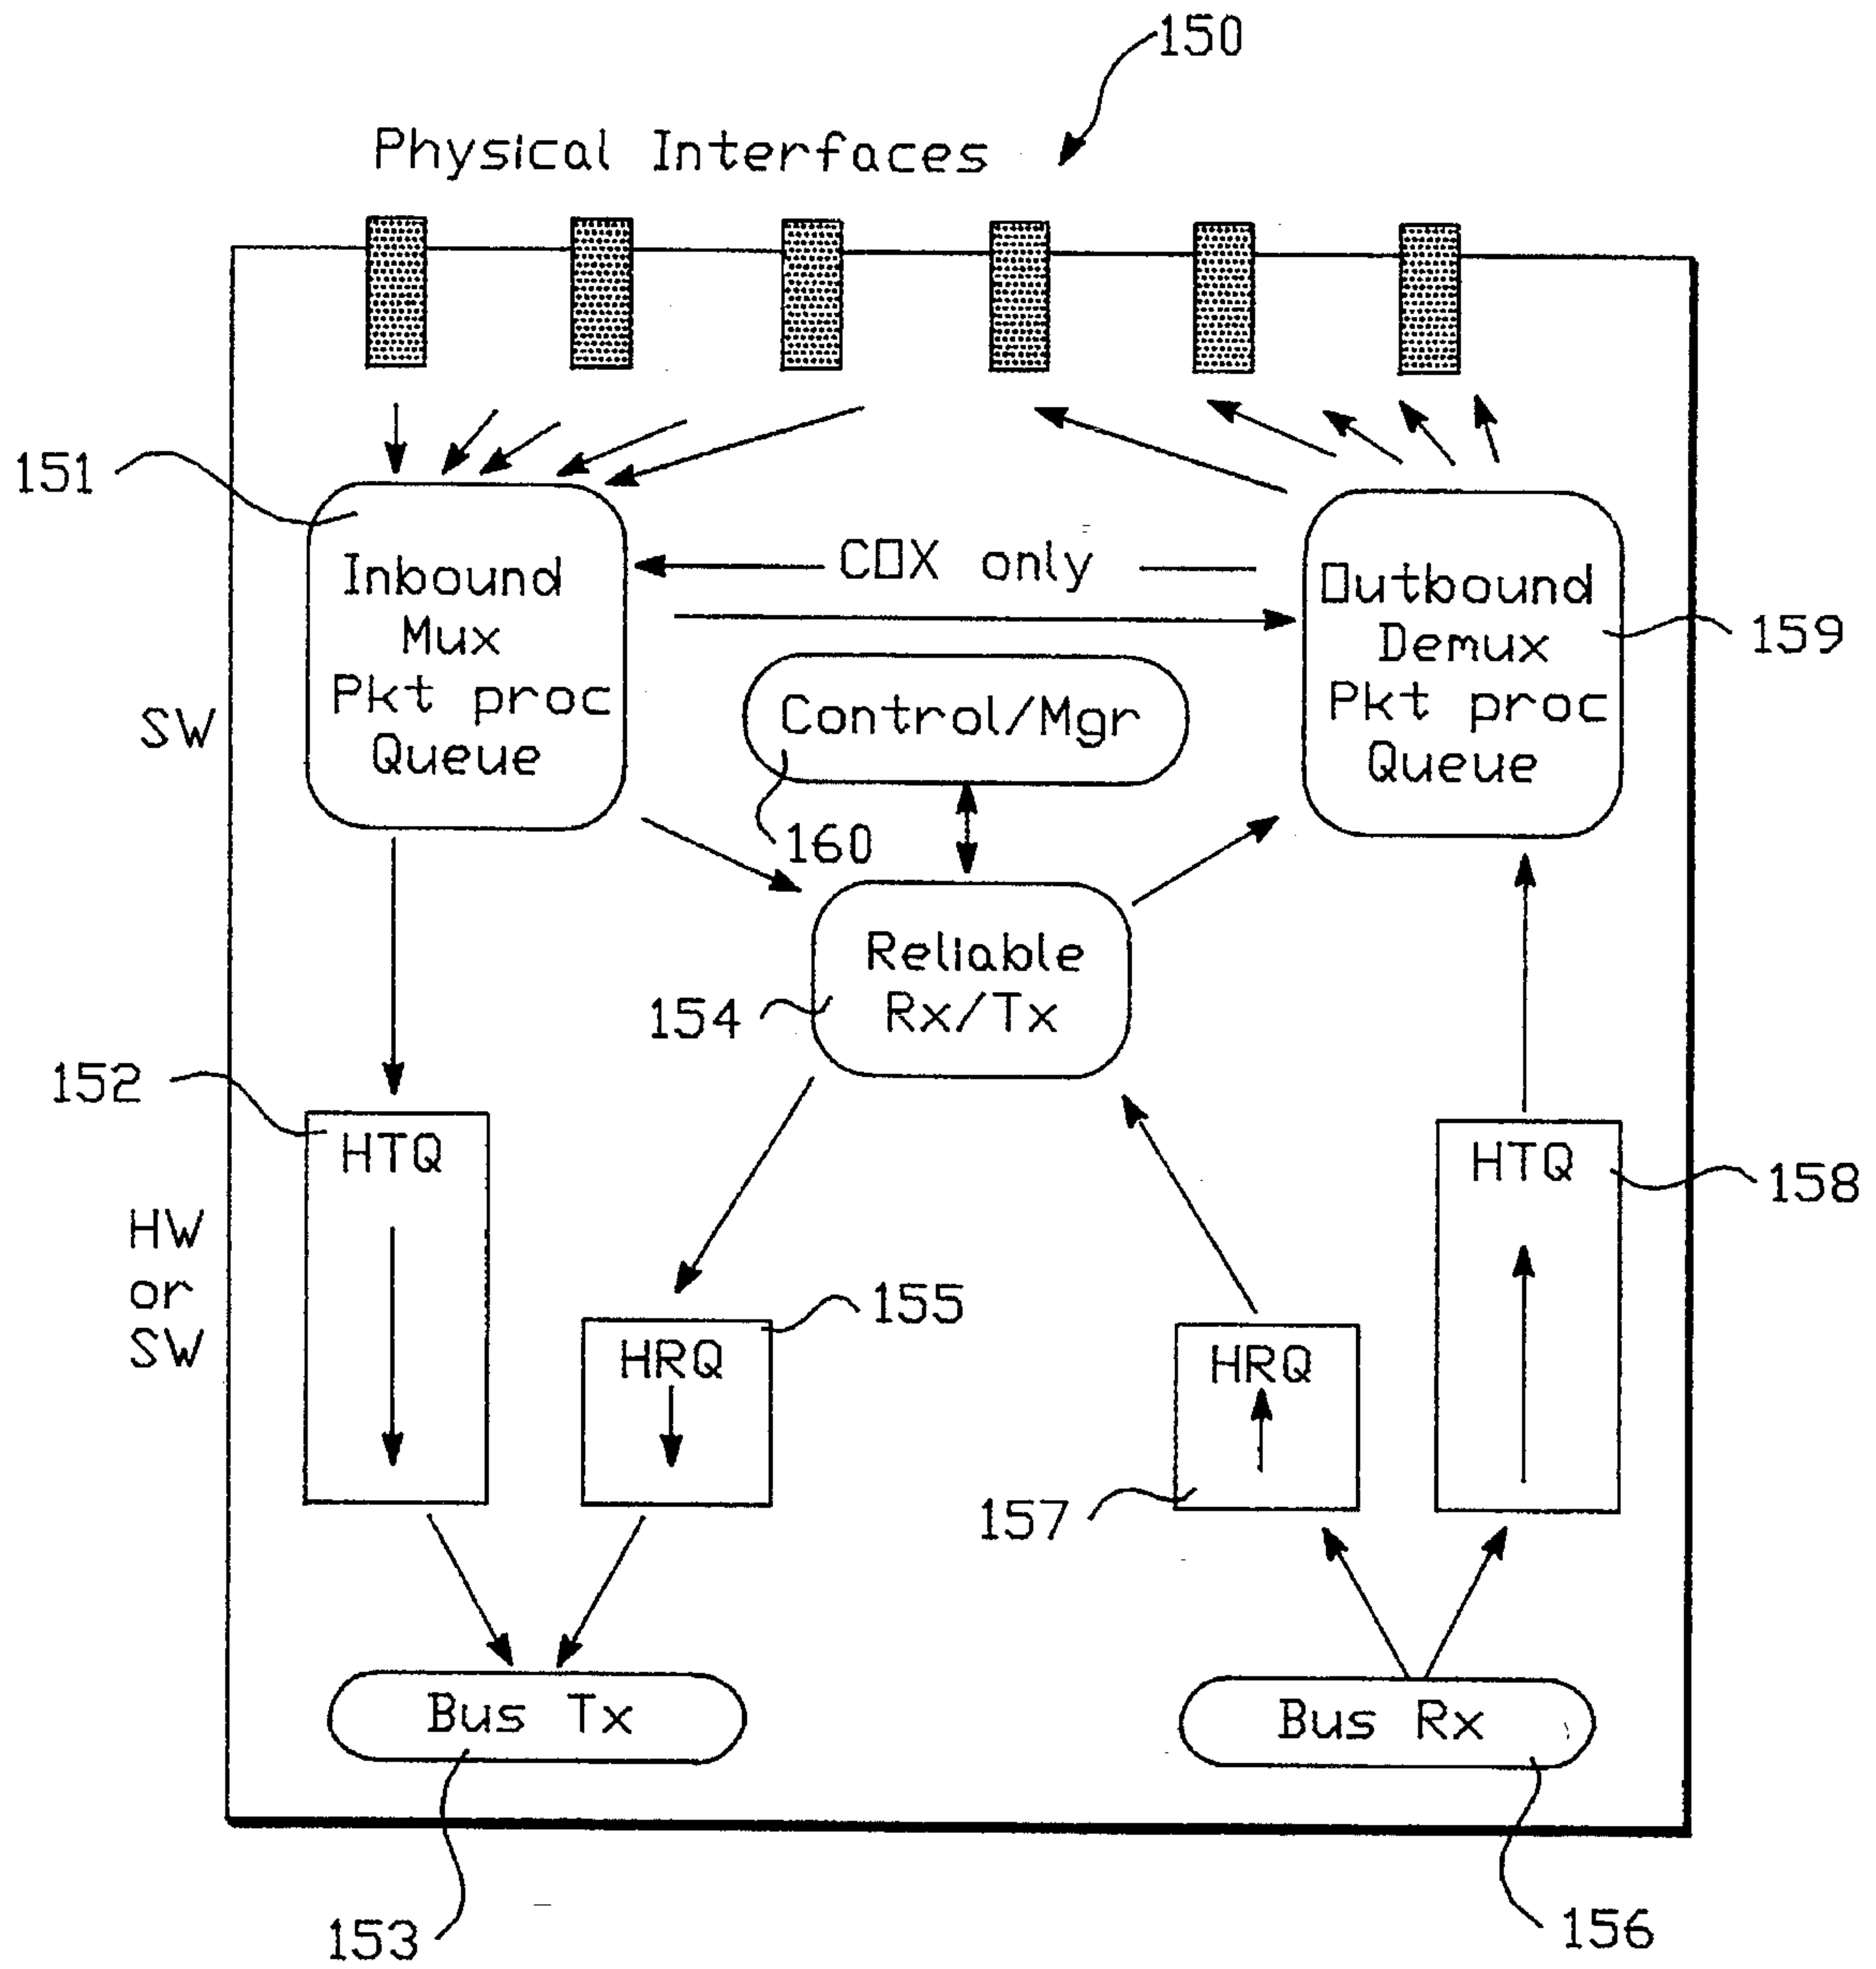 150
Physical Interfaces
151
Inbound
Mux
Pkt proc
Queue
COX only
Outbound
Demux
Pkt proc
Queue
159
SW
Control/Mgr
160
Reliable
Rx/Tx
154
152
HTQ
HTQ
158
HW
or
SW
155
HRQ
HRQ
157
Bus Tx
Bus Rx
153
156